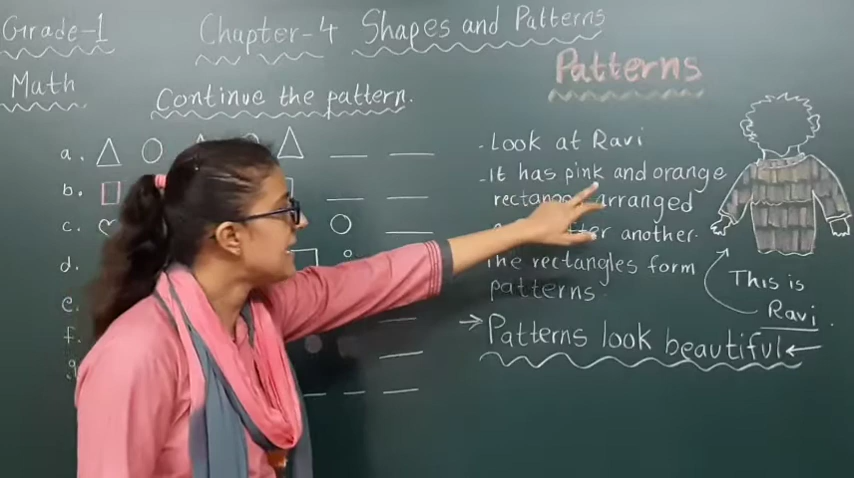 Grade-1
Chapter-4 Shapes and Patterns
Math
Continue the pattern.
a.
b.
c.
d.
e.
f.
g
Patterns
- Look at Ravi
- It has pink and orange
arranged
another.
The rectangles form
patterns.
→ Patterns look beautiful ←
This is
Ravi.